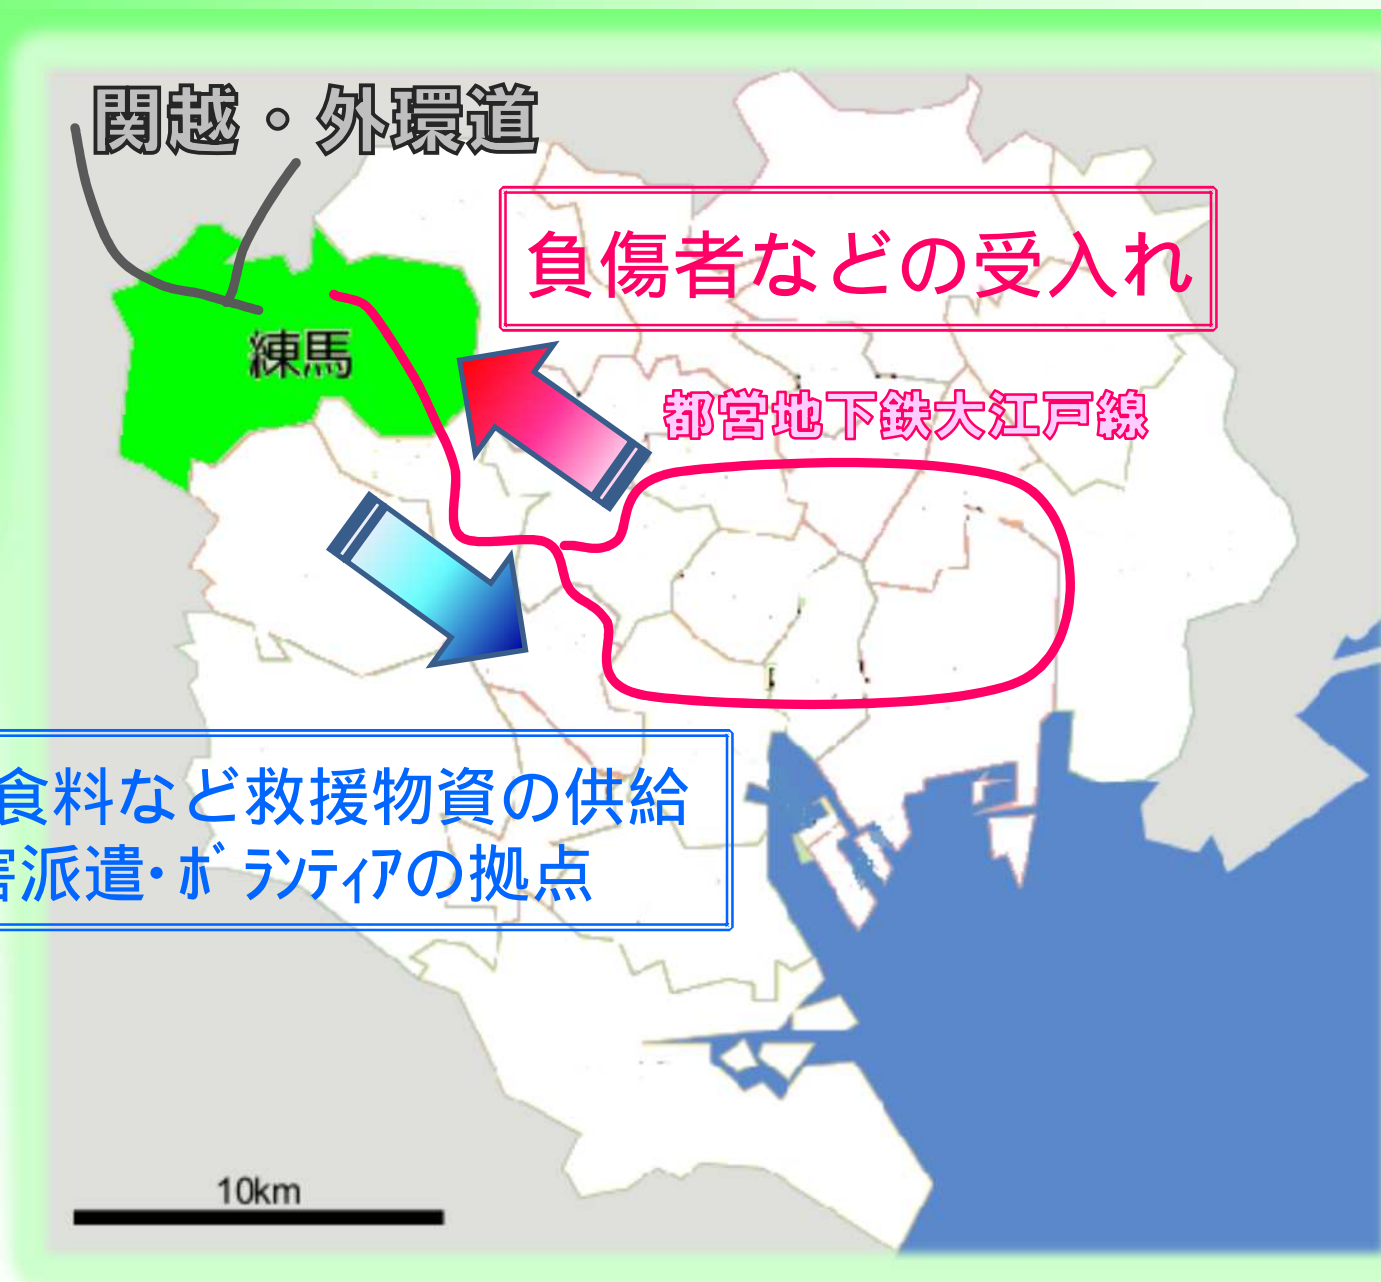 関越・外環道
負傷者などの受入れ
練馬
都営地下鉄大江戸線
食料など救援物資の供給
害派遣・ボランティアの拠点
10km